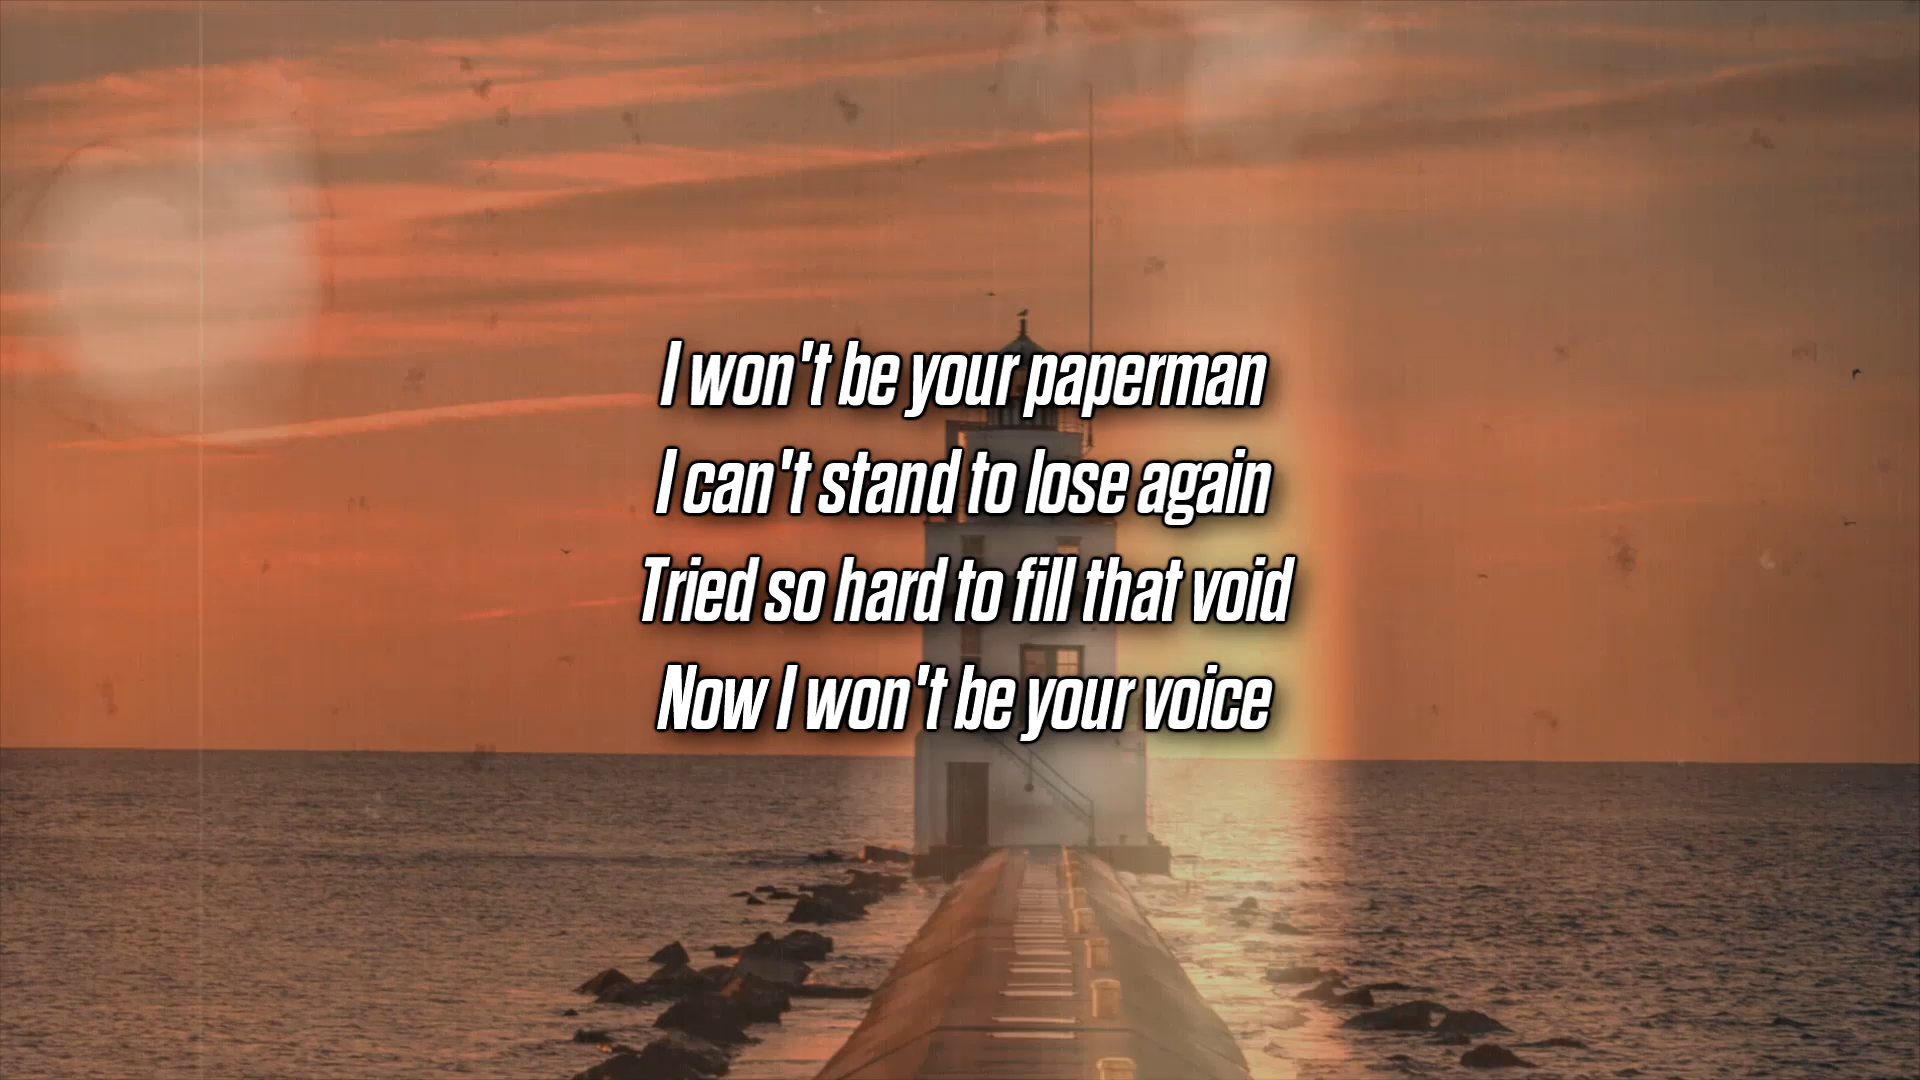 I won't be your paperman
I can't stand to lose again
Tried so hard to fill that void
Now I won't be your voice